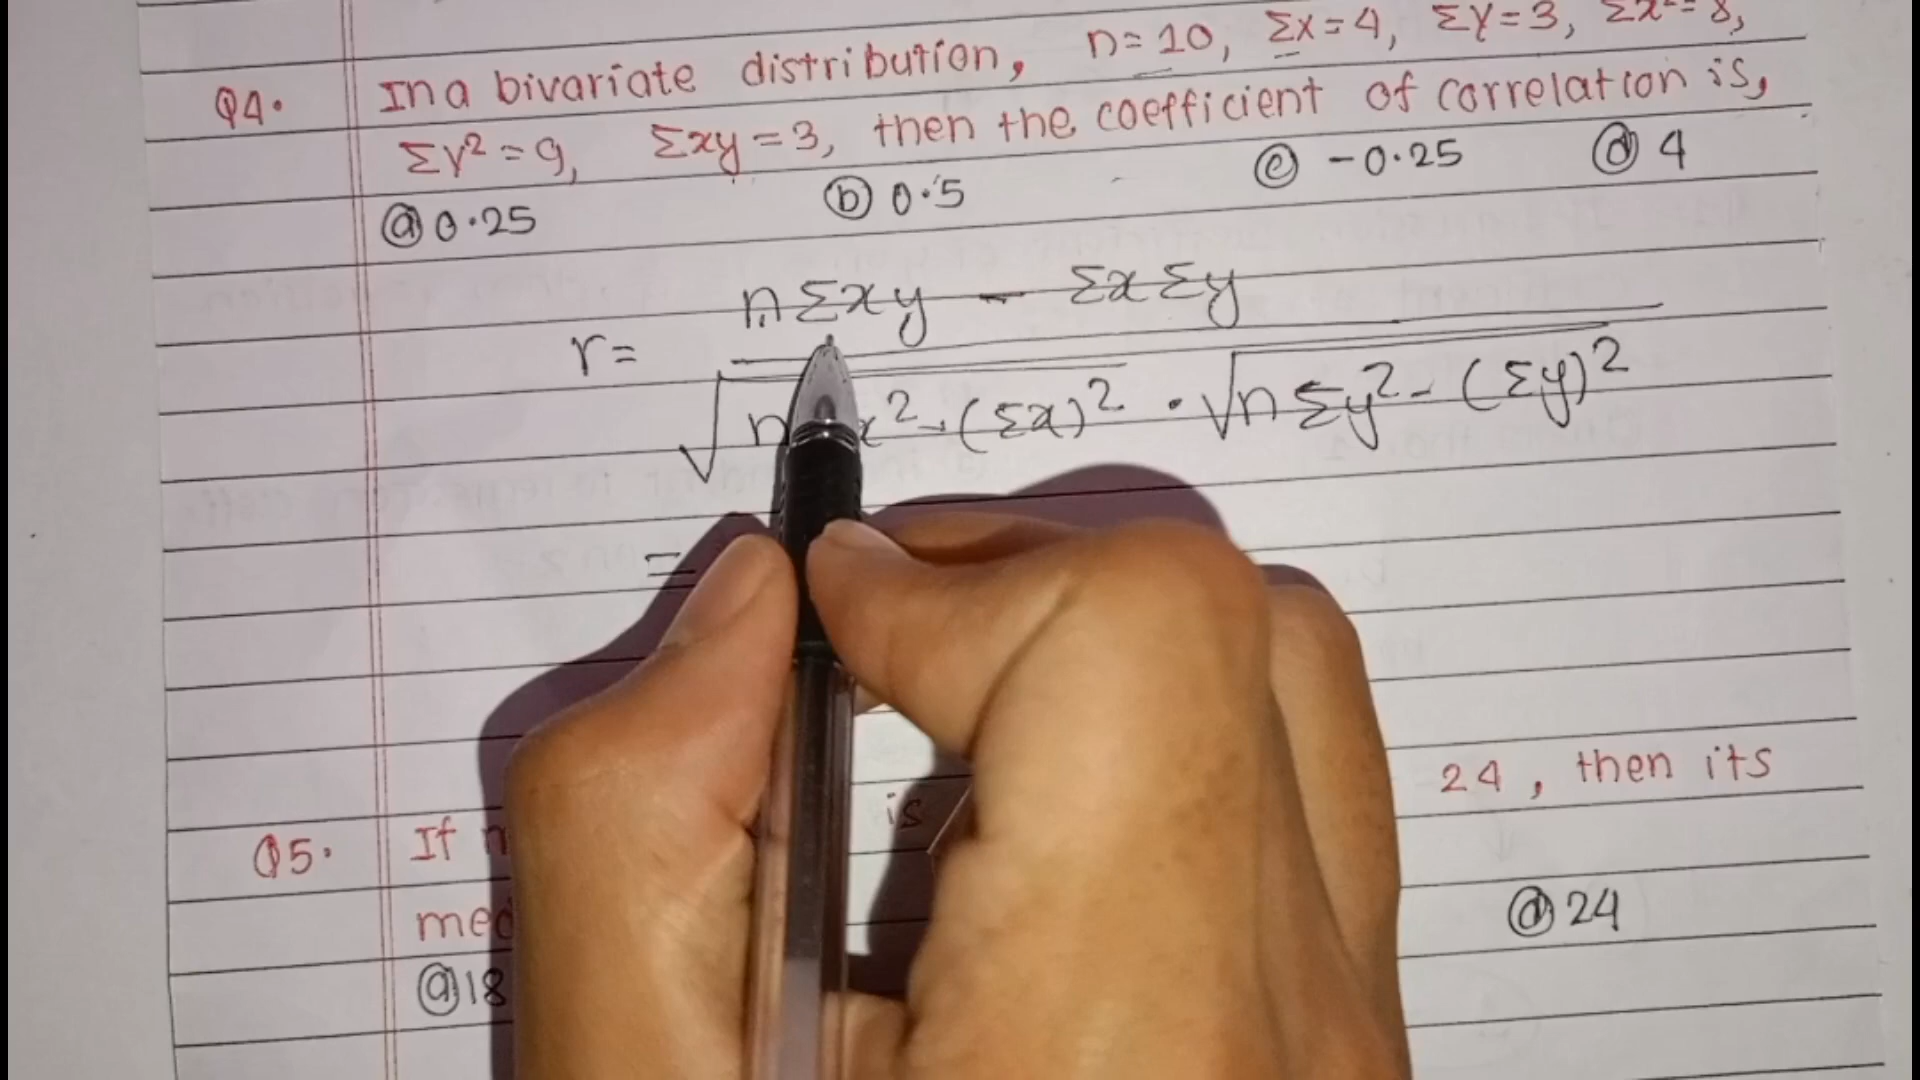 Q4. In a bivariate distribution, n=10, Σx=4, ΣY=3, Σx²=8,
ΣY²=9, Σxy=3, then the coefficient of correlation is,
ⓐ 0.25 ⓑ 0.5 ⓒ -0.25 ⓓ 4
nΣxy - ΣxΣy
r=
√n x²-(Σx)² . √nΣy²-(Σy)²
=
Q5. If is 24, then its
ⓐ 18 ⓓ 24